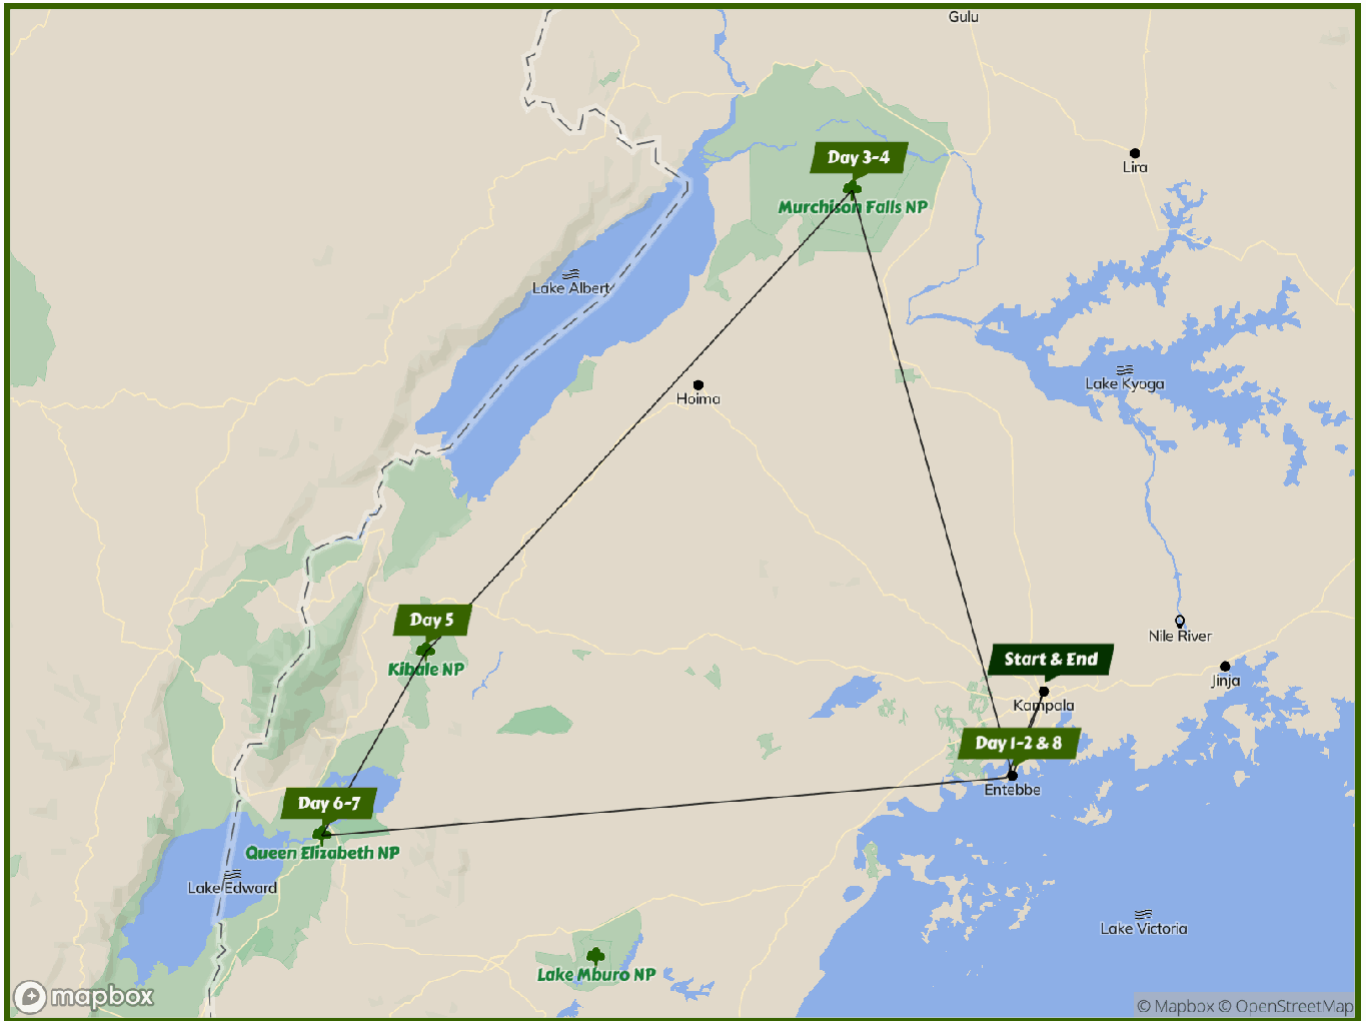 Gulu
Day 3-4
Lira
Murchison Falls NP
Lake Albert
Lake Kyoga
Hoima
Day 5
Nile River
Start & End
Kibale NP
Jinja
Kampala
Day 1-2 & 8
Entebbe
Day 6-7
Queen Elizabeth NP
Lake Edward
Lake Victoria
Lake Mburo NP
mapbox
© Mapbox © OpenStreetMap